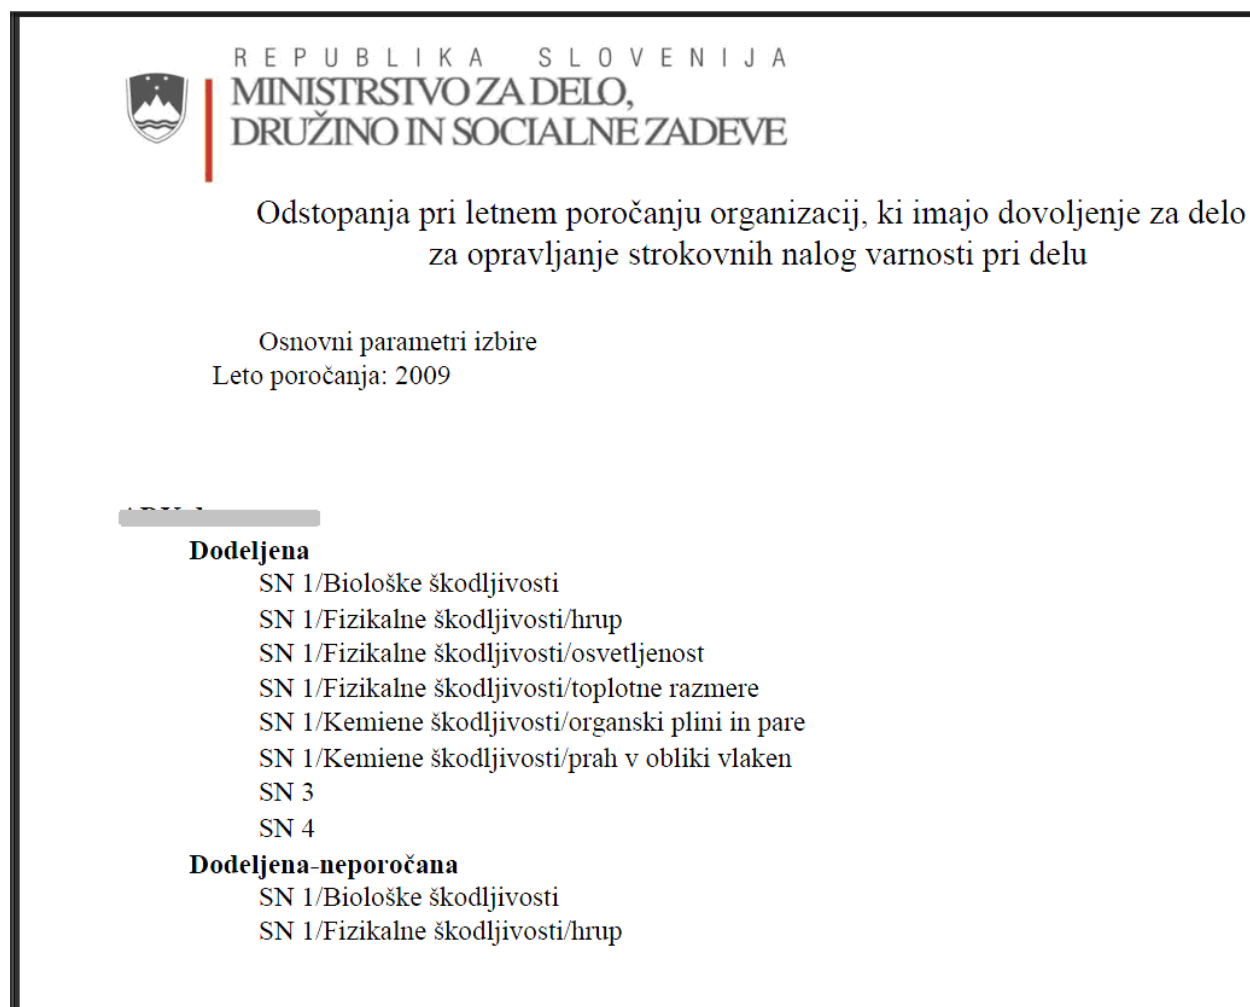 REPUBLIKA SLOVENIJA
MINISTRSTVO ZA DELO,
DRUŽINO IN SOCIALNE ZADEVE
Odstopanja pri letnem poročanju organizacij, ki imajo dovoljenje za delo
za opravljanje strokovnih nalog varnosti pri delu
Osnovni parametri izbire
Leto poročanja: 2009
Dodeljena
SN 1/Biološke škodljivosti
SN 1/Fizikalne škodljivosti/hrup
SN 1/Fizikalne škodljivosti/osvetljenost
SN 1/Fizikalne škodljivosti/toplotne razmere
SN 1/Kemiene škodljivosti/organski plini in pare
SN 1/Kemiene škodljivosti/prah v obliki vlaken
SN 3
SN 4
Dodeljena-neporočana
SN 1/Biološke škodljivosti
SN 1/Fizikalne škodljivosti/hrup